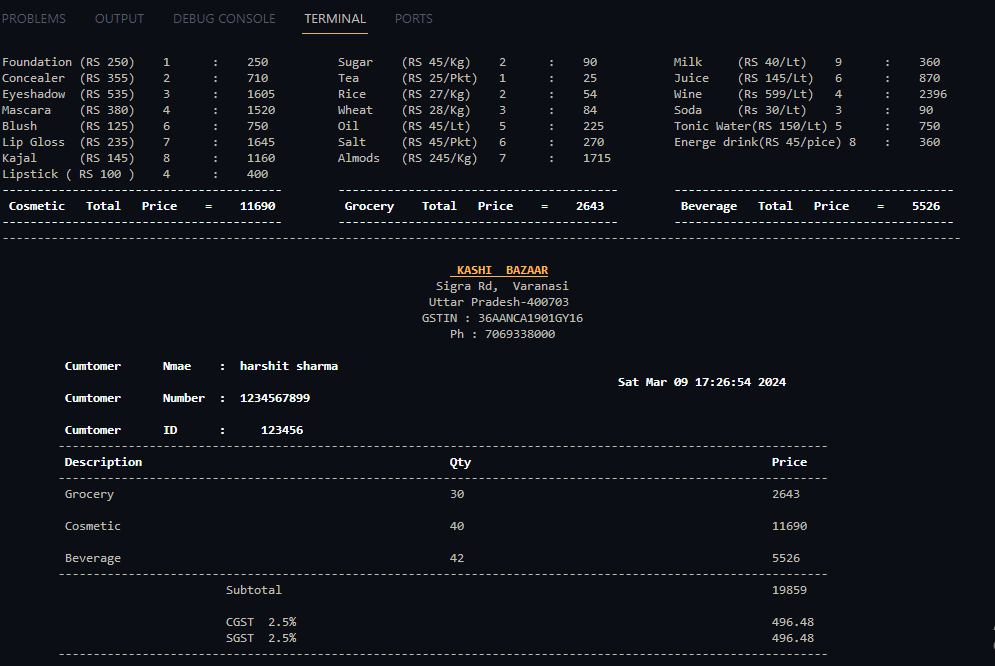 PROBLEMS OUTPUT DEBUG CONSOLE TERMINAL PORTS
Foundation (RS 250) 1 : 250 Sugar (RS 45/Kg) 2 : 90 Milk (RS 40/Lt) 9 : 360
Concealer (RS 355) 2 : 710 Tea (RS 25/Pkt) 1 : 25 Juice (RS 145/Lt) 6 : 870
Eyeshadow (RS 535) 3 : 1605 Rice (RS 27/Kg) 2 : 54 Wine (Rs 599/Lt) 4 : 2396
Mascara (RS 380) 4 : 1520 Wheat (RS 28/Kg) 3 : 84 Soda (Rs 30/Lt) 3 : 90
Blush (RS 125) 6 : 750 Oil (RS 45/Lt) 5 : 225 Tonic Water(RS 150/Lt) 5 : 750
Lip Gloss (RS 235) 7 : 1645 Salt (RS 45/Pkt) 6 : 270 Energe drink(RS 45/pice) 8 : 360
Kajal (RS 145) 8 : 1160 Almods (RS 245/Kg) 7 : 1715
Lipstick ( RS 100 ) 4 : 400
---------------------------------------- ---------------------------------------- ----------------------------------------
Cosmetic Total Price = 11690 Grocery Total Price = 2643 Beverage Total Price = 5526
---------------------------------------- ---------------------------------------- ----------------------------------------
-----------------------------------------------------------------------------------------------------------------------------------------
KASHI BAZAAR
Sigra Rd, Varanasi
Uttar Pradesh-400703
GSTIN : 36AANCA1901GY16
Ph : 7069338000
Cumtomer Nmae : harshit sharma
Sat Mar 09 17:26:54 2024
Cumtomer Number : 1234567899
Cumtomer ID : 123456
--------------------------------------------------------------------------------------------------------------
Description Qty Price
--------------------------------------------------------------------------------------------------------------
Grocery 30 2643
Cosmetic 40 11690
Beverage 42 5526
--------------------------------------------------------------------------------------------------------------
Subtotal 19859
CGST 2.5% 496.48
SGST 2.5% 496.48
--------------------------------------------------------------------------------------------------------------